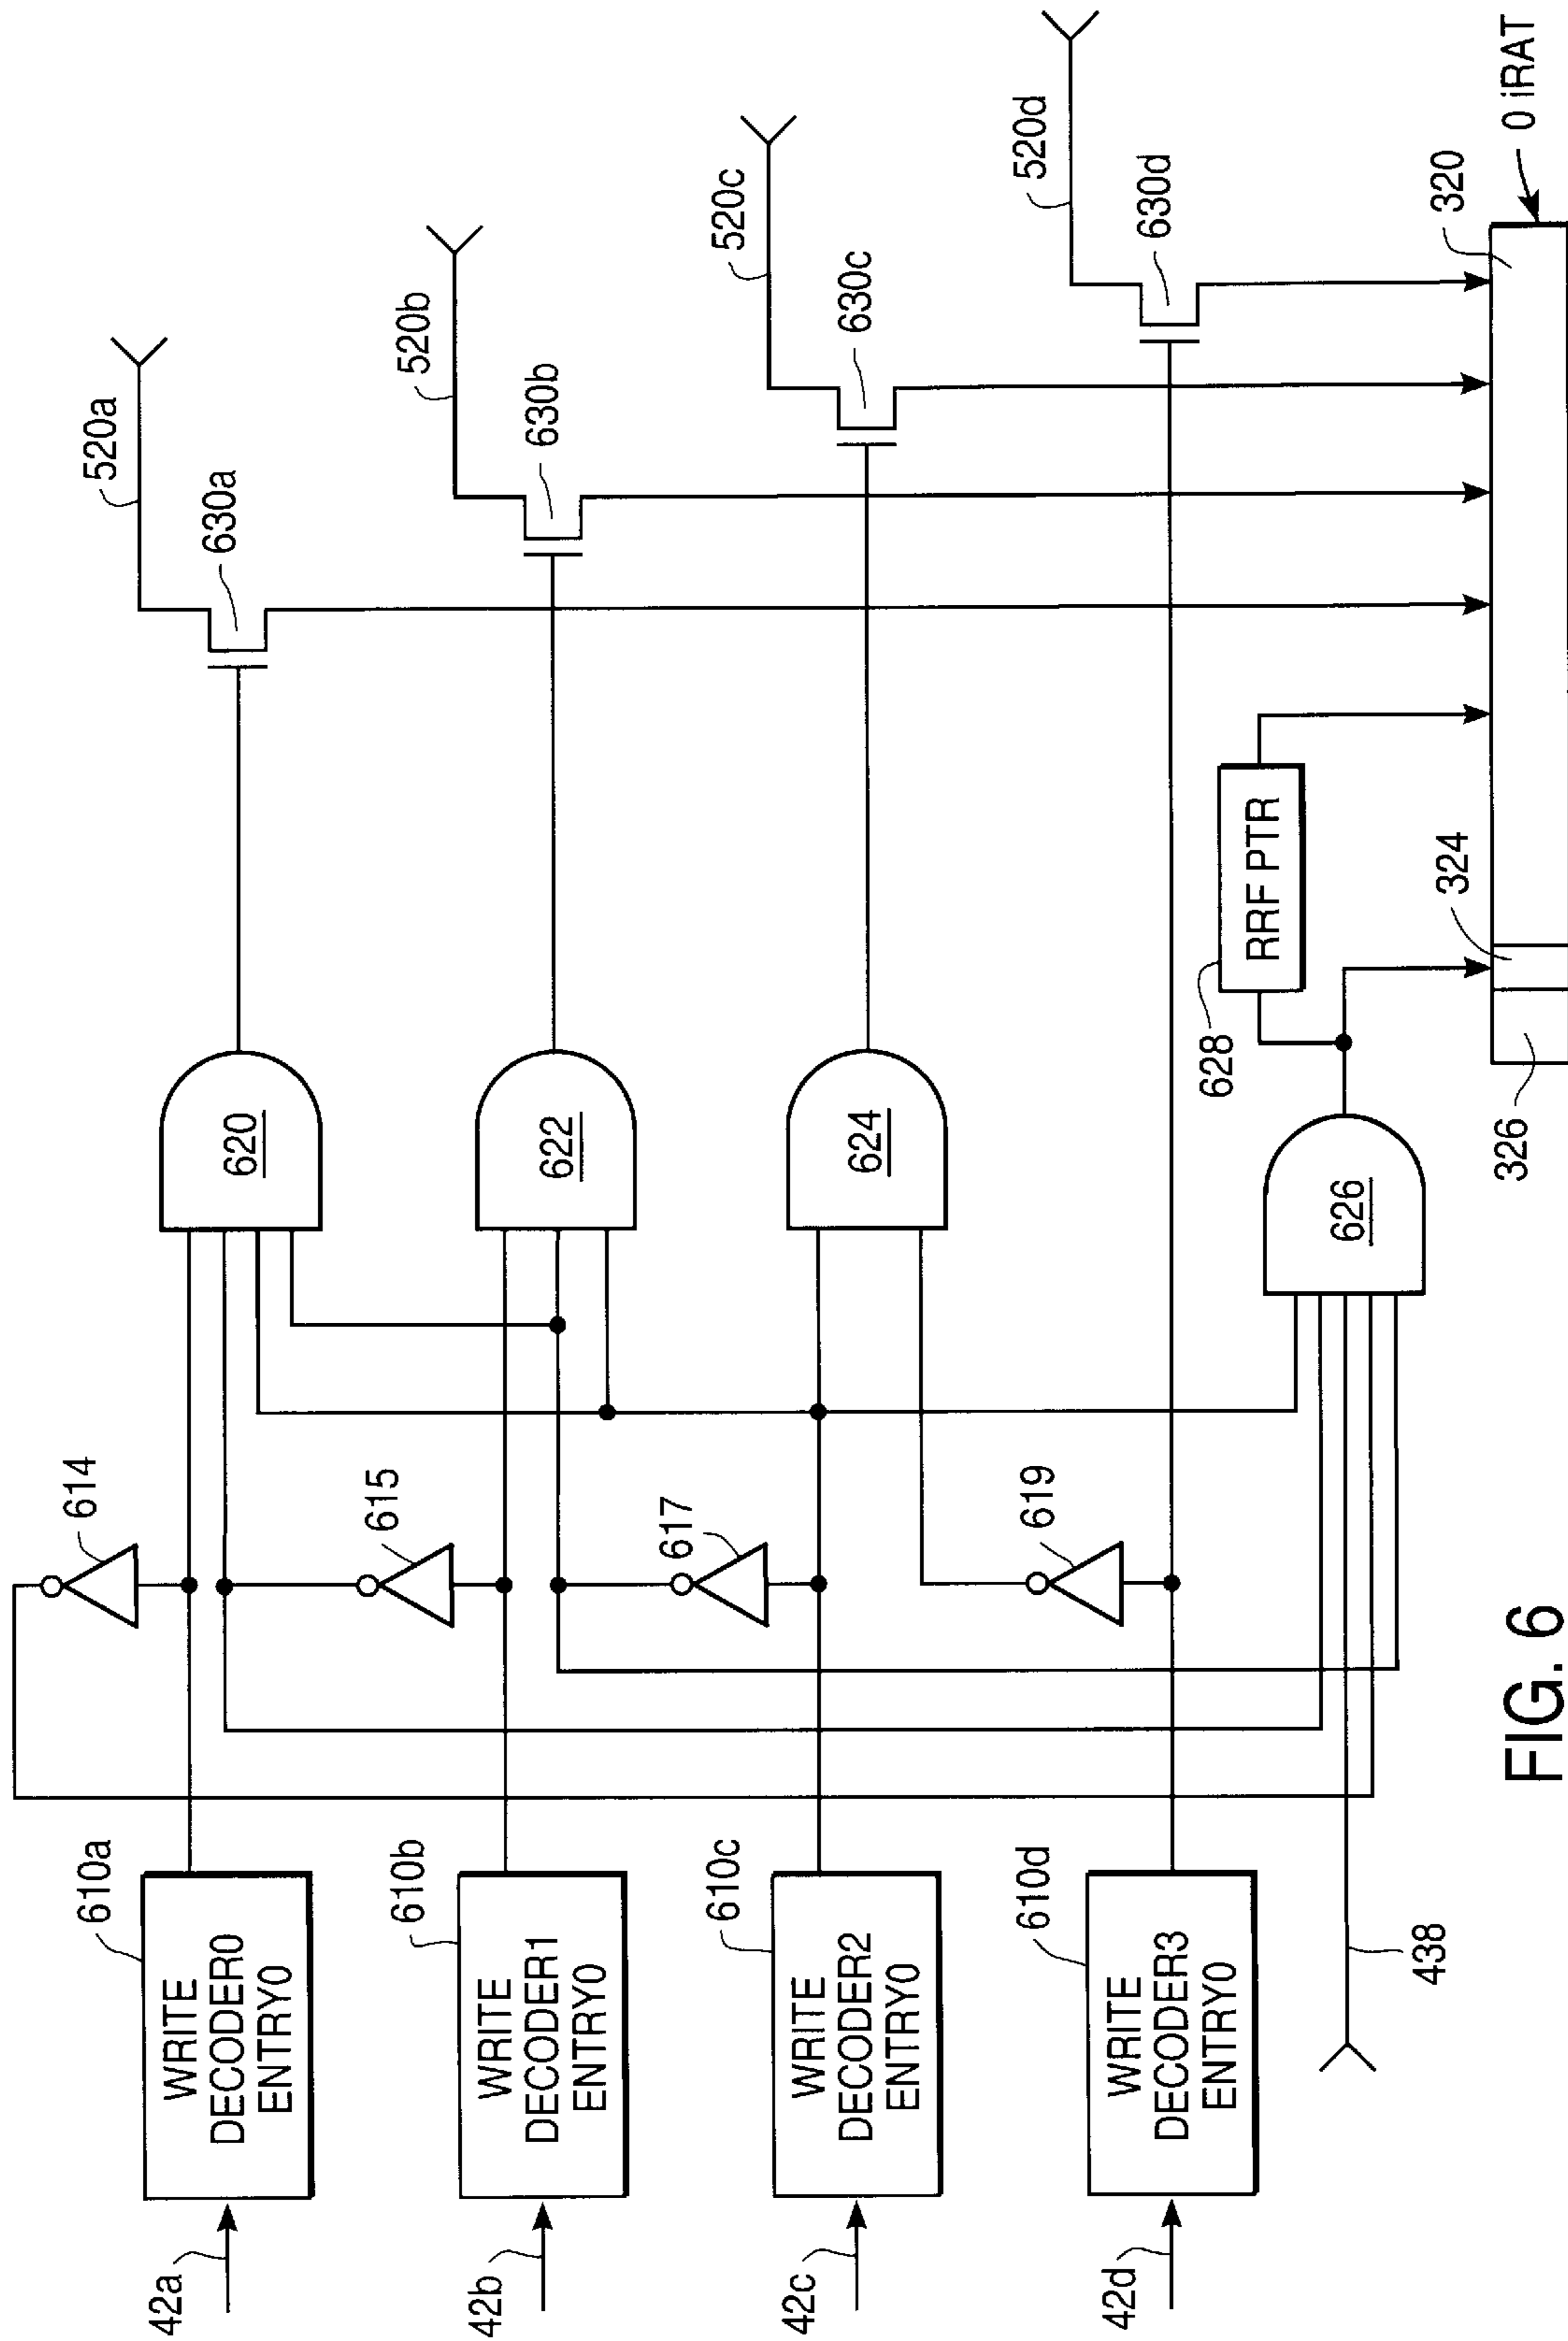 42a
WRITE
DECODER0
ENTRY0
610a
614
620
630a
520a
42b
WRITE
DECODER1
ENTRY0
610b
615
622
630b
520b
42c
WRITE
DECODER2
ENTRY0
610c
617
624
630c
520c
42d
WRITE
DECODER3
ENTRY0
610d
619
630d
520d
438
626
628
RRF PTR
326
324
320
0 iRAT
FIG. 6